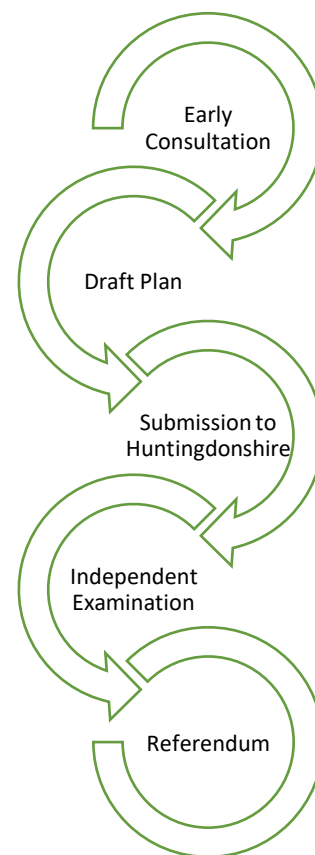 Early
Consultation
Draft Plan
Submission to
Huntingdonshire
Independent
Examination
Referendum